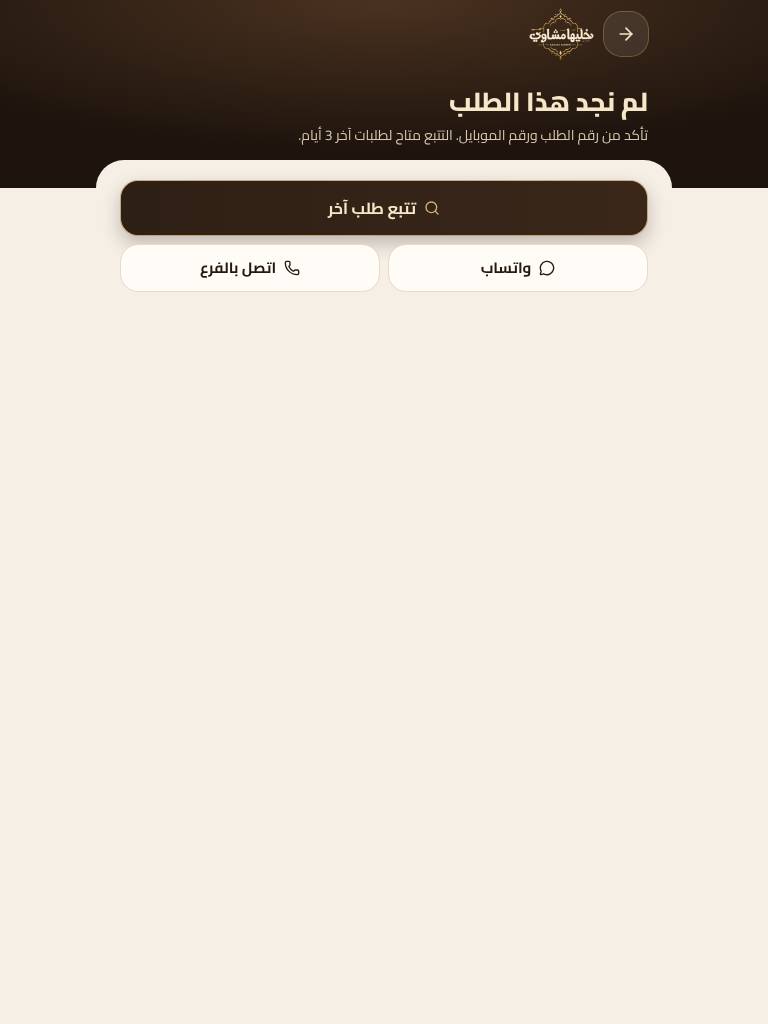 خليها مشاوي
لم نجد هذا الطلب
تأكد من رقم الطلب ورقم الموبايل. التتبع متاح لطلبات آخر 3 أيام.
تتبع طلب آخر
واتساب
اتصل بالفرع